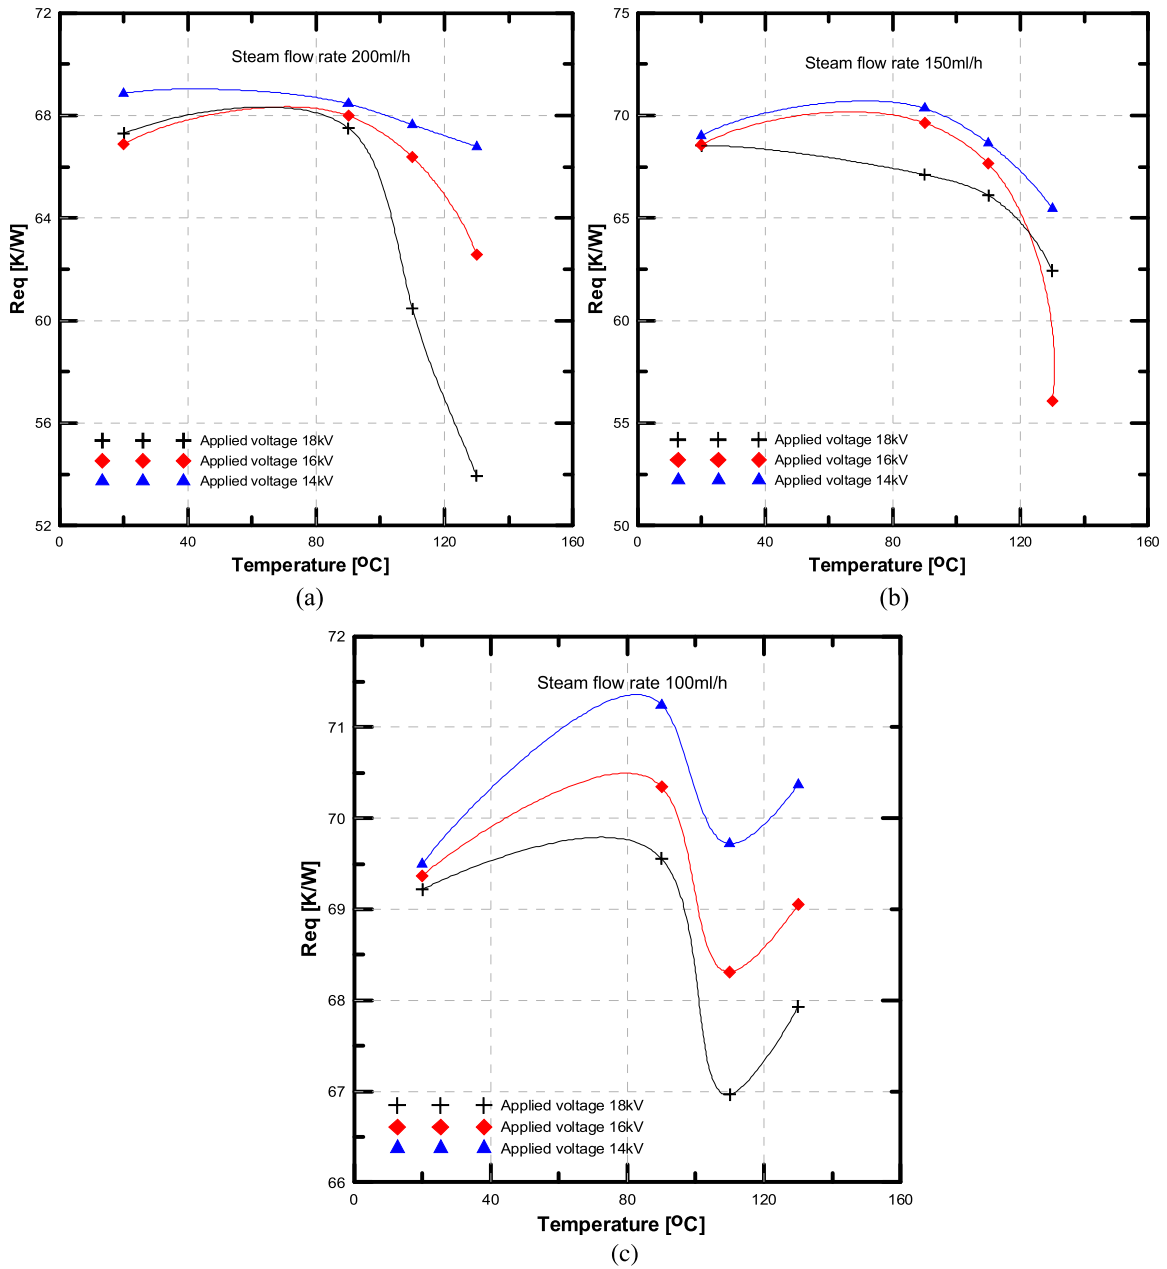 72
68
64
60
56
52
Req [K/W]
Steam flow rate 200ml/h
Applied voltage 18kV
Applied voltage 16kV
Applied voltage 14kV
0
40
80
120
160
Temperature [ºC]
(a)
75
70
65
60
55
50
Req [K/W]
Steam flow rate 150ml/h
Applied voltage 18kV
Applied voltage 16kV
Applied voltage 14kV
0
40
80
120
160
Temperature [ºC]
(b)
72
71
70
69
68
67
66
Req [K/W]
Steam flow rate 100ml/h
Applied voltage 18kV
Applied voltage 16kV
Applied voltage 14kV
0
40
80
120
160
Temperature [ºC]
(c)